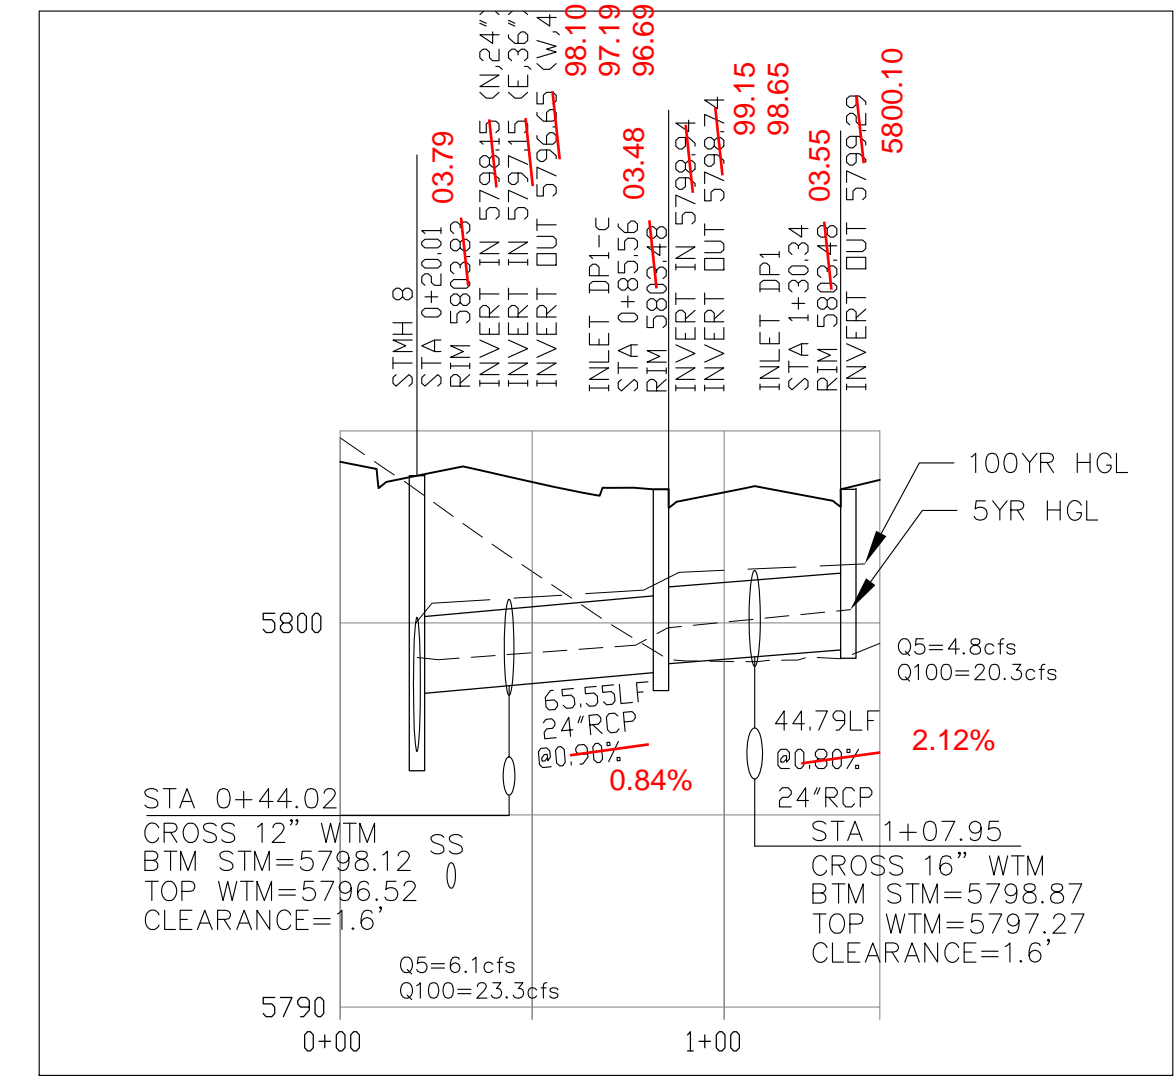 STMH 8
STA 0+20.01
RIM 5803.83
03.79
INVERT IN 5798.15 (N,24")
98.10
INVERT IN 5797.15 (E,36")
97.19
INVERT OUT 5796.65 (W,4
96.69
INLET DP1-C
STA 0+85.56
RIM 5803.48
03.48
INVERT IN 5798.94
99.15
INVERT OUT 5798.74
98.65
INLET DP1
STA 1+30.34
RIM 5803.48
03.55
INVERT OUT 5799.29
5800.10
100YR HGL
5YR HGL
5800
Q5=4.8cfs
Q100=20.3cfs
65.55LF
24"RCP
@0.90%
0.84%
44.79LF
@0.80%
2.12%
24"RCP
STA 0+44.02
CROSS 12" WTM
BTM STM=5798.12
TOP WTM=5796.52
CLEARANCE=1.6'
SS
STA 1+07.95
CROSS 16" WTM
BTM STM=5798.87
TOP WTM=5797.27
CLEARANCE=1.6'
Q5=6.1cfs
Q100=23.3cfs
5790
0+00
1+00